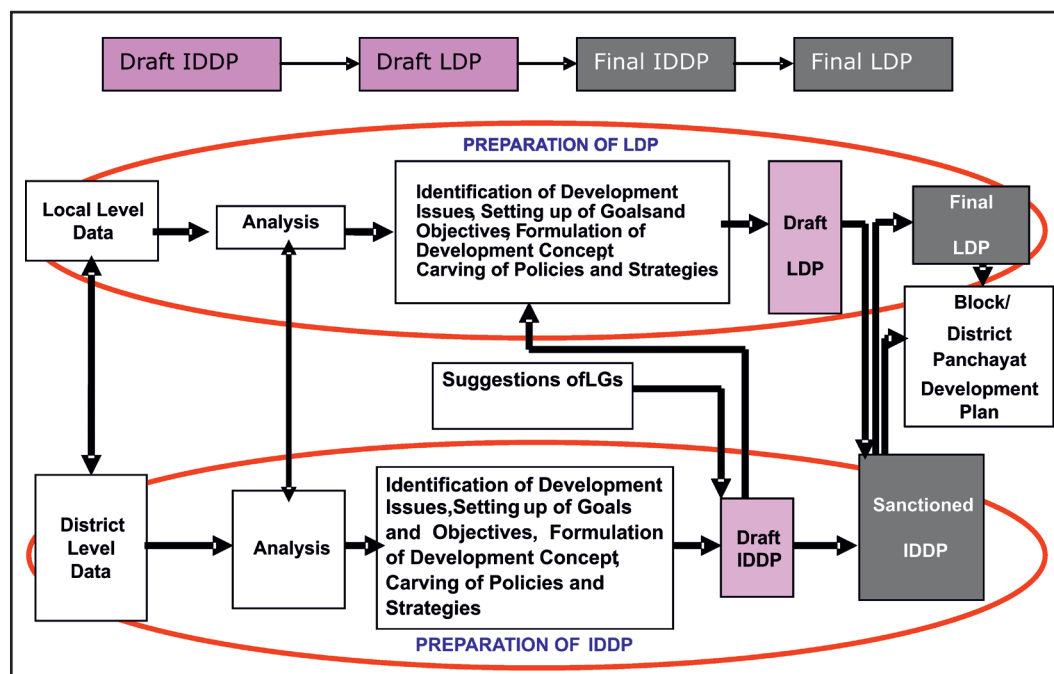 Draft IDDP
Draft LDP
Final IDDP
Final LDP
PREPARATION OF LDP
Local Level
Data
Analysis
Identification of Development
Issues, Setting up of Goalsand
Objectives, Formulation of
Development Concept,
Carving of Policies and Strategies
Draft
LDP
Final
LDP
Block/
District
Panchayat
Development
Plan
Suggestions ofLGs
District
Level
Data
Analysis
Identification of Development
Issues,Setting up of Goals
and Objectives, Formulation
of Development Concept,
Carving of Policies and
Strategies
Draft
IDDP
Sanctioned
IDDP
PREPARATION OF IDDP